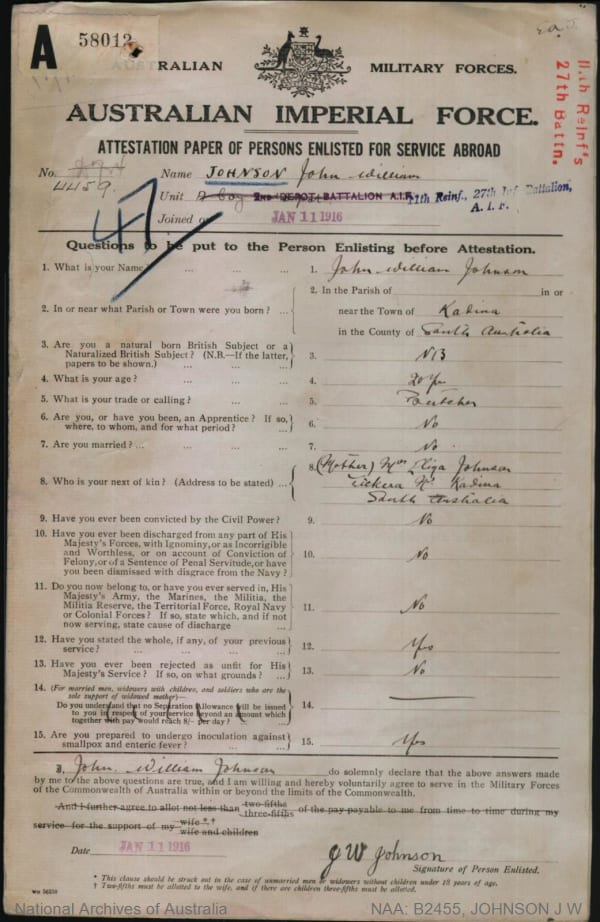 A
58012
11th Reinf's
27th Battn.
AUSTRALIAN MILITARY FORCES.
AUSTRALIAN IMPERIAL FORCE.
ATTESTATION PAPER OF PERSONS ENLISTED FOR SERVICE ABROAD
No. 4459. Name JOHNSON John William
47
Unit 2ND DEPOT BATTALION A.I.F. 11th Reinf., 27th Inf Battalion,
A. I. F.
Joined on JAN 11 1916
Questions to be put to the Person Enlisting before Attestation.
1. What is your Name? ... ... ... 1. John William Johnson
2. In or near what Parish or Town were you born? ... 2. In the Parish of in or
near the Town of Kadina
in the County of South Australia
3. Are you a natural born British Subject or a
Naturalized British Subject? (N.B.—If the latter,
papers to be shown.) ... ... ... 3. NB
4. What is your age? ... ... ... 4. 20 Yrs
5. What is your trade or calling? ... ... 5. Butcher
6. Are you, or have you been, an Apprentice? If so,
where, to whom, and for what period? ... 6. No
7. Are you married? ... ... ... ... 7. No
8. Who is your next of kin? (Address to be stated) ... 8. (Mother) Mrs Eliza Johnson
Kadina
South Australia
9. Have you ever been convicted by the Civil Power? 9. No
10. Have you ever been discharged from any part of His
Majesty's Forces, with Ignominy, or as Incorrigible
and Worthless, or on account of Conviction of
Felony, or of a Sentence of Penal Servitude, or have
you been dismissed with disgrace from the Navy? 10. No
11. Do you now belong to, or have you ever served in, His
Majesty's Army, the Marines, the Militia, the
Militia Reserve, the Territorial Force, Royal Navy
or Colonial Forces? If so, state which, and if not
now serving, state cause of discharge ... 11. No
12. Have you stated the whole, if any, of your previous
service? ... ... ... ... 12. Yes
13. Have you ever been rejected as unfit for His
Majesty's Service? If so, on what grounds? ... 13. No
14. (For married men, widowers with children, and soldiers who are the
sole support of widowed mother)—
Do you understand that no Separation Allowance will be issued
to you in respect of your service beyond an amount which
together with pay would reach 8/- per day? ... 14.
15. Are you prepared to undergo inoculation against
smallpox and enteric fever? ... ... 15. Yes
I, John William Johnson do solemnly declare that the above answers made
by me to the above questions are true, and I am willing and hereby voluntarily agree to serve in the Military Forces
of the Commonwealth of Australia within or beyond the limits of the Commonwealth.
And I further agree to allot not less than two-fifths three-fifths of the pay payable to me from time to time during my
service for the support of my wife * † wife and children
Date JAN 11 1916
J W Johnson
Signature of Person Enlisted.
* This clause should be struck out in the case of unmarried men or widowers without children under 18 years of age.
† Two-fifths must be allotted to the wife, and if there are children three-fifths must be allotted.
National Archives of Australia
NAA: B2455, JOHNSON J W